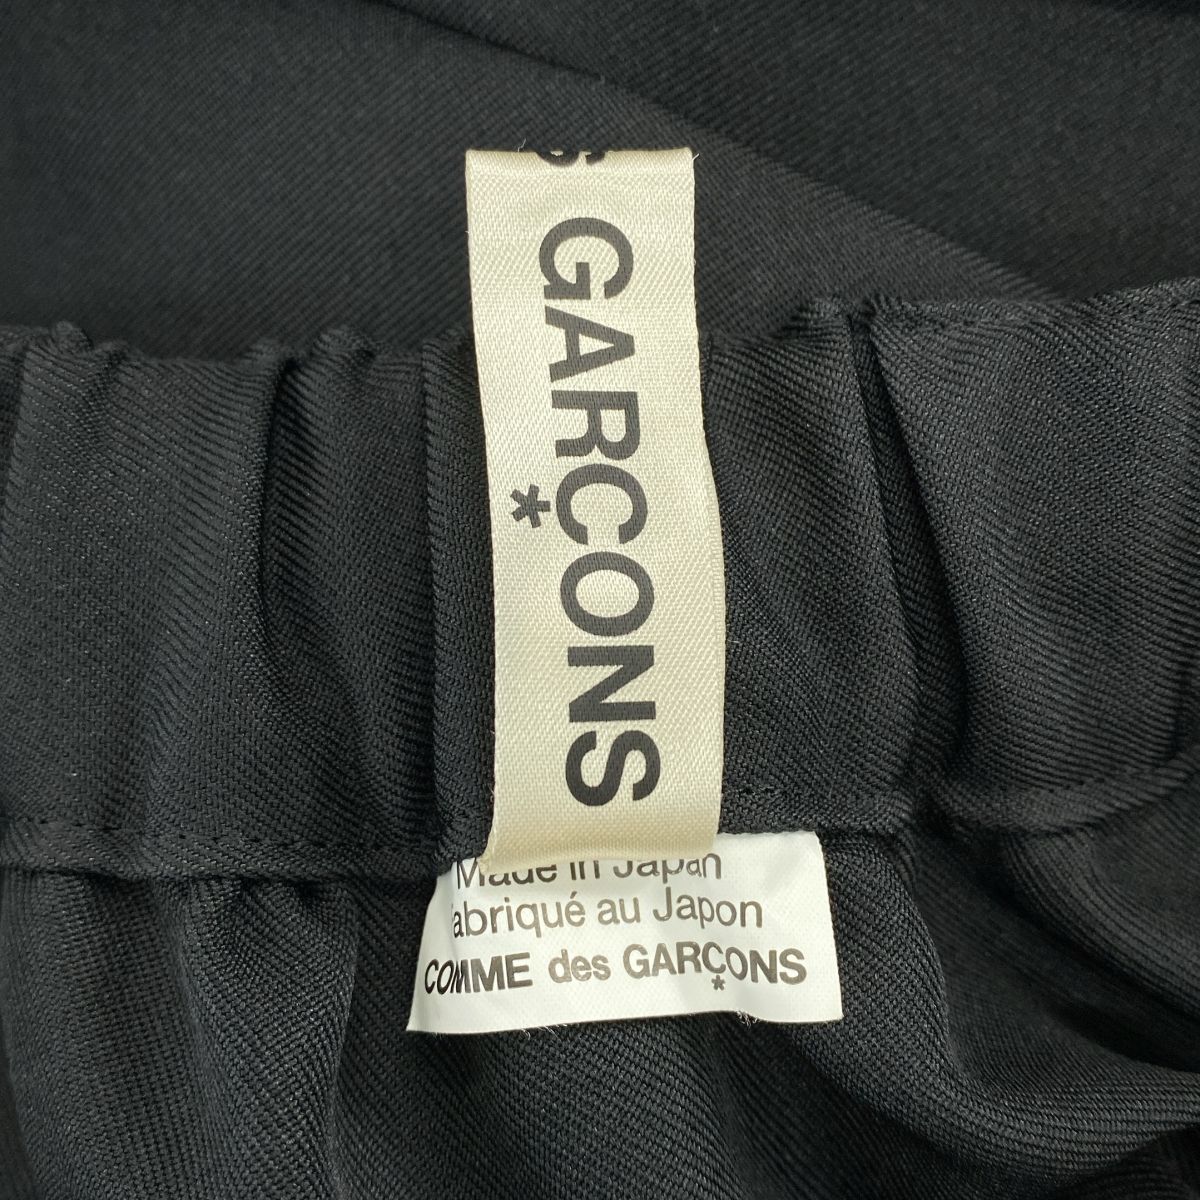 S
GARÇONS
*
Made in Japan
Fabriqué au Japon
COMME des GARÇONS
*